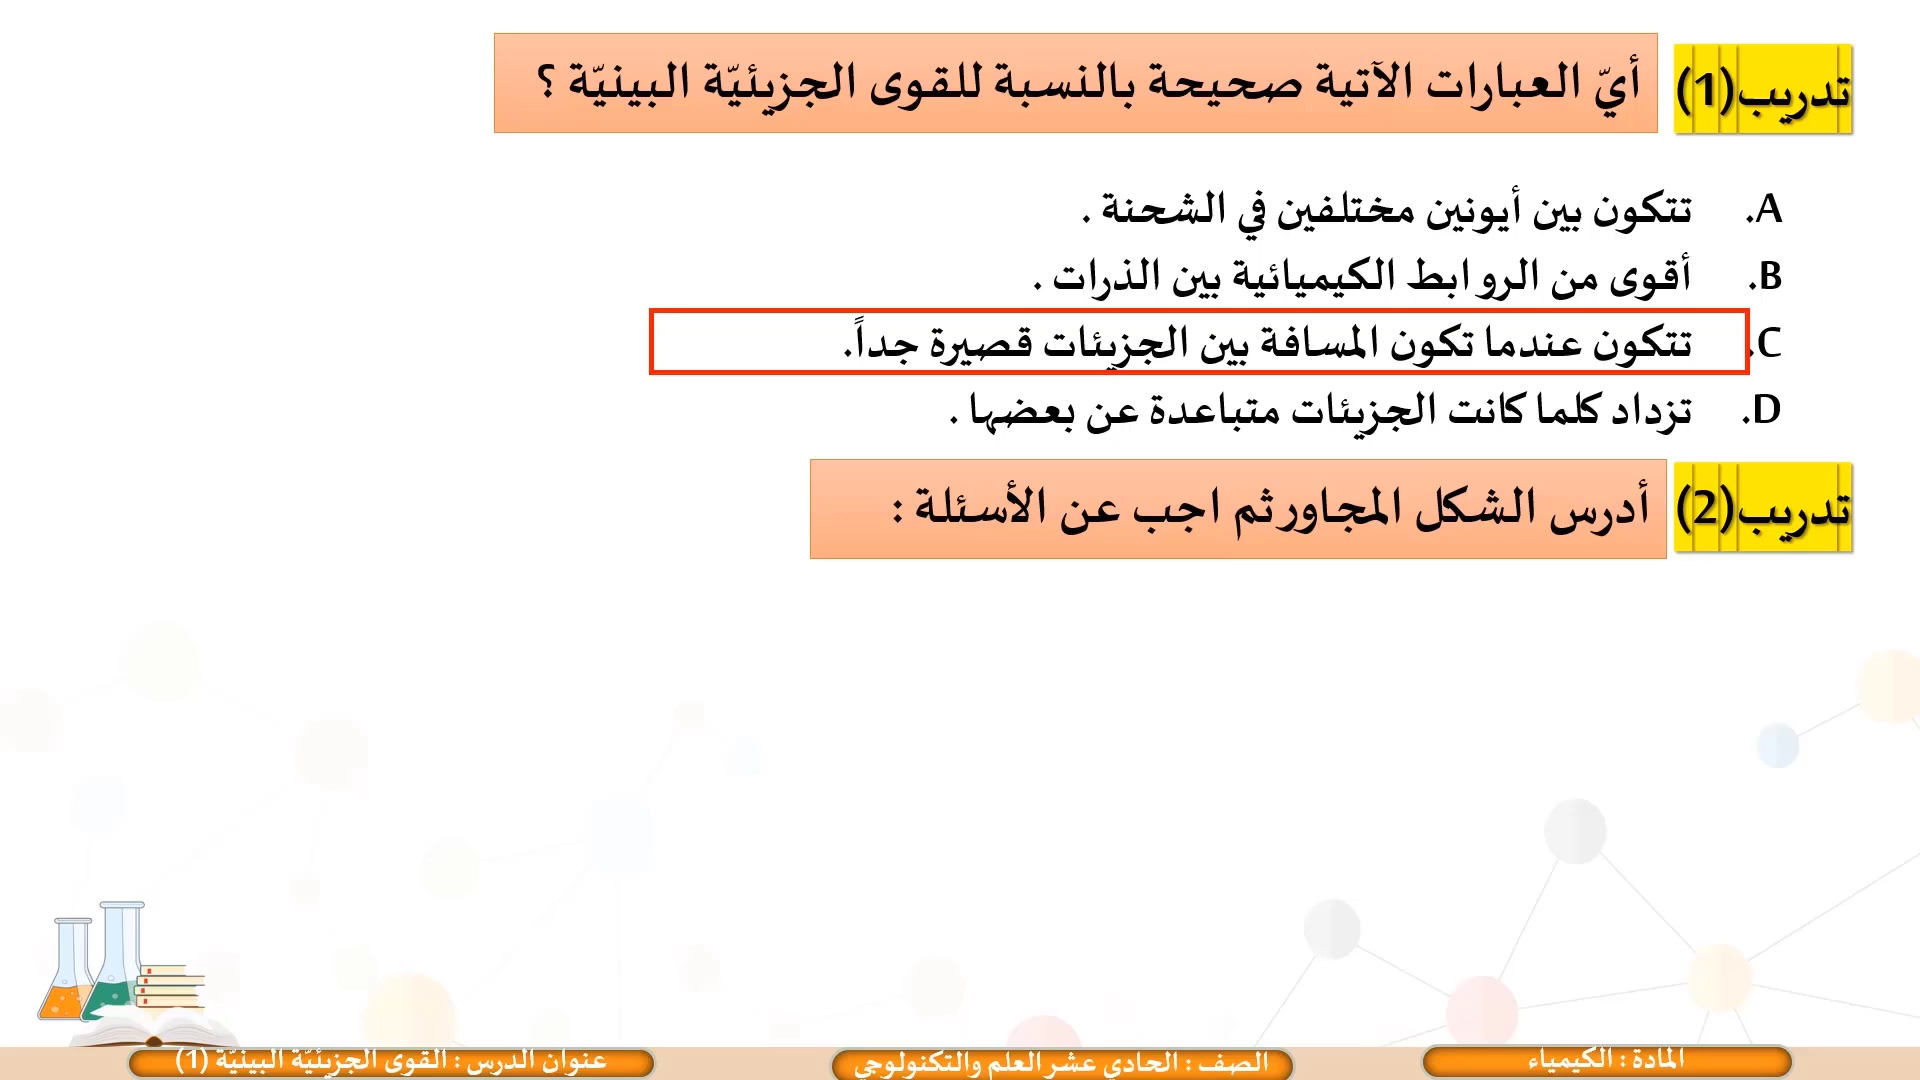 تدريب(1)
أيّ العبارات الآتية صحيحة بالنسبة للقوى الجزيئيّة البينيّة ؟
A. تتكون بين أيونين مختلفين في الشحنة .
B. أقوى من الروابط الكيميائية بين الذرات .
C. تتكون عندما تكون المسافة بين الجزيئات قصيرة جداً.
D. تزداد كلما كانت الجزيئات متباعدة عن بعضها .
تدريب(2)
أدرس الشكل المجاور ثم اجب عن الأسئلة :
المادة : الكيمياء
الصف : الحادي عشر العلم والتكنولوجي
عنوان الدرس : القوى الجزيئيّة البينيّة (1)